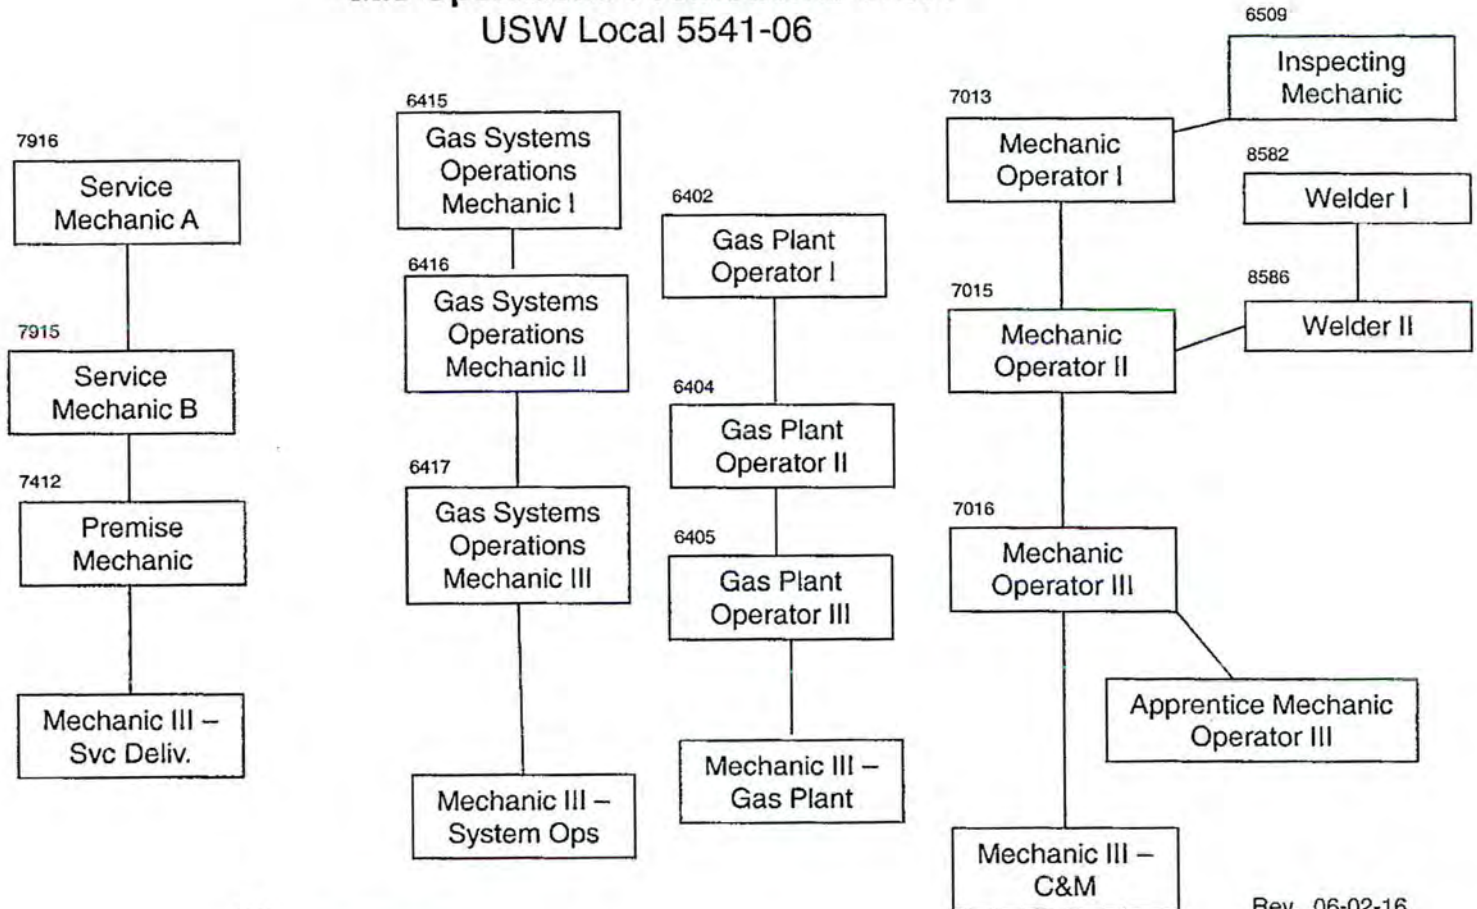 USW Local 5541-06
7916
Service
Mechanic A
7915
Service
Mechanic B
7412
Premise
Mechanic
Mechanic III –
Svc Deliv.
6415
Gas Systems
Operations
Mechanic I
6416
Gas Systems
Operations
Mechanic II
6417
Gas Systems
Operations
Mechanic III
Mechanic III –
System Ops
6402
Gas Plant
Operator I
6404
Gas Plant
Operator II
6405
Gas Plant
Operator III
Mechanic III –
Gas Plant
7013
Mechanic
Operator I
7015
Mechanic
Operator II
7016
Mechanic
Operator III
Apprentice Mechanic
Operator III
Mechanic III –
C&M
6509
Inspecting
Mechanic
8582
Welder I
8586
Welder II
Rev. 06-02-16